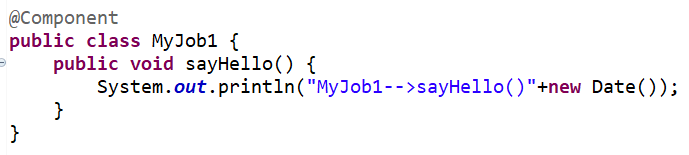 @Component
public class MyJob1 {
    public void sayHello() {
        System.out.println("MyJob1-->sayHello()"+new Date());
    }
}